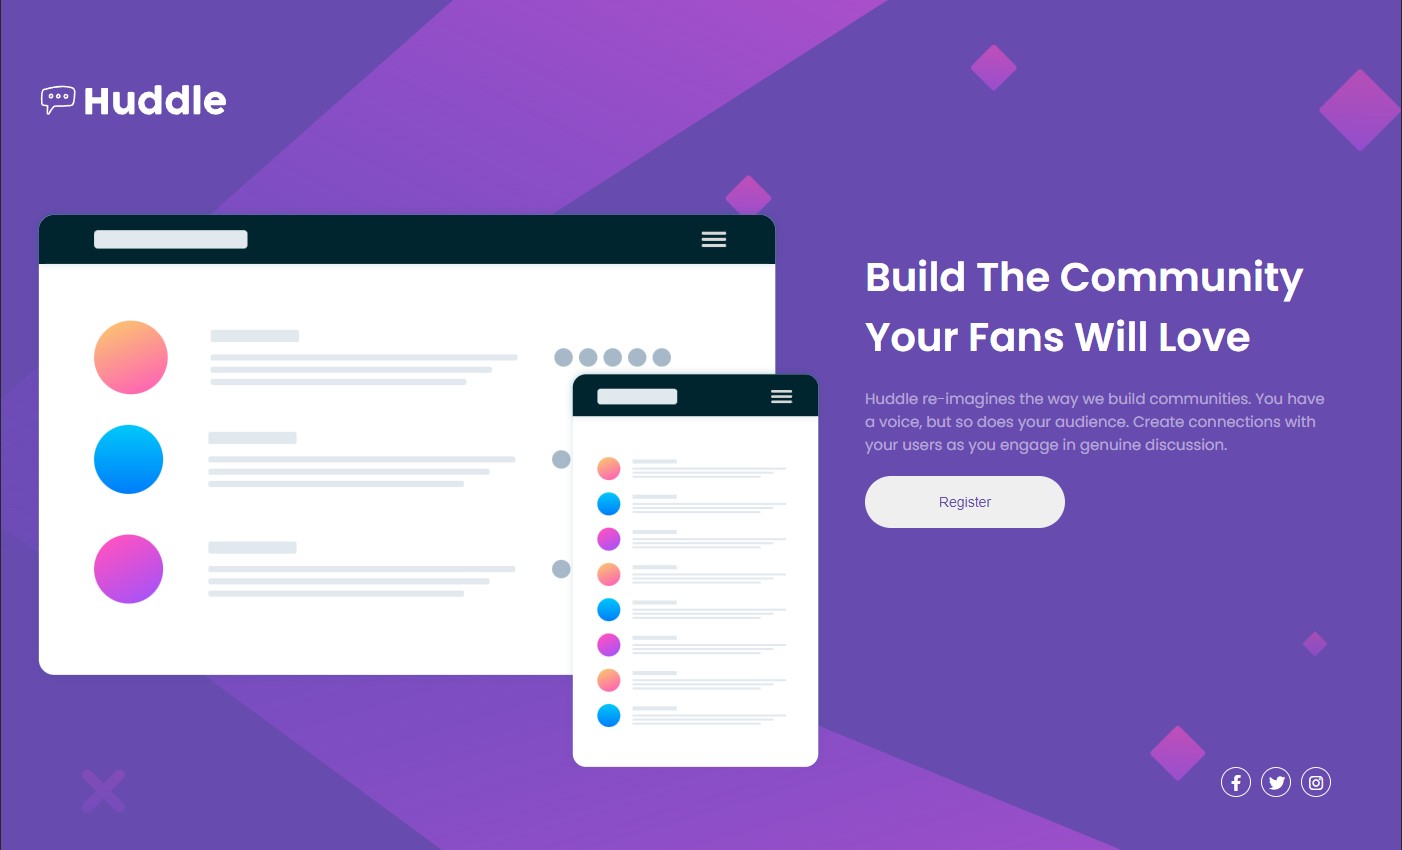 Huddle
Build The Community
Your Fans Will Love
Huddle re-imagines the way we build communities. You have
a voice, but so does your audience. Create connections with
your users as you engage in genuine discussion.
Register